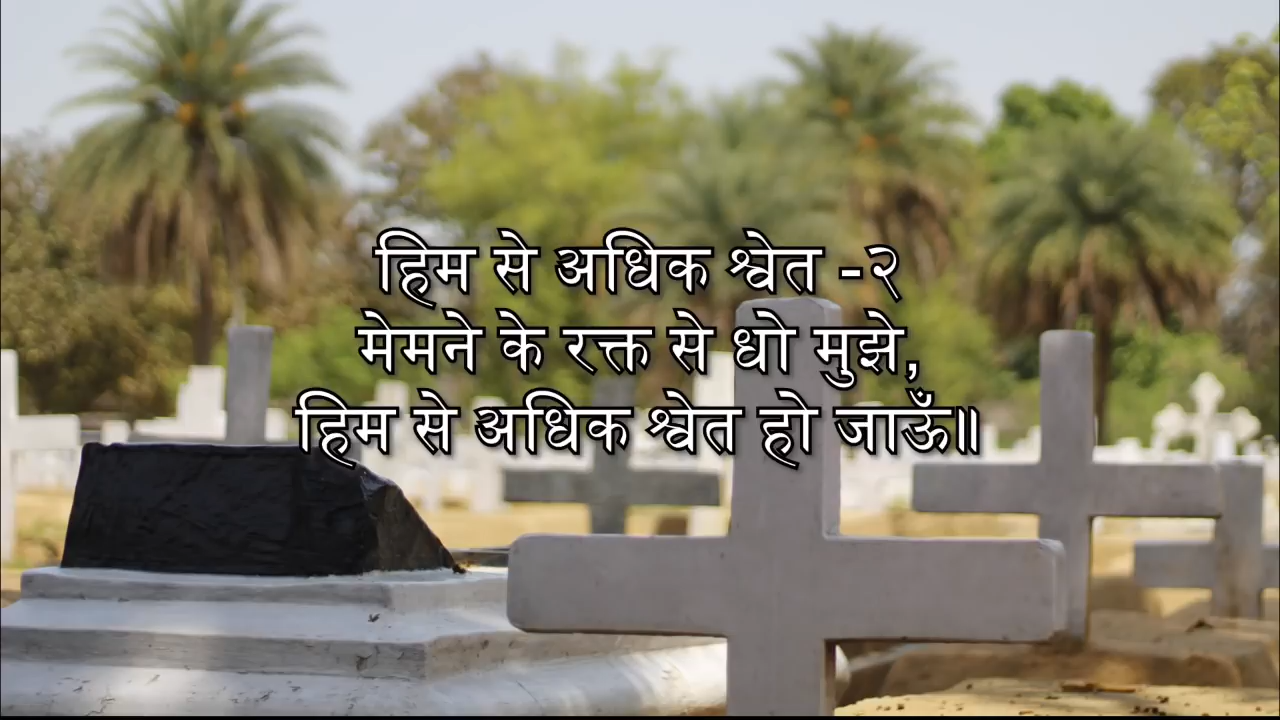 हिम से अधिक श्वेत -२
मेमने के रक्त से धो मुझे,
हिम से अधिक श्वेत हो जाऊँ॥